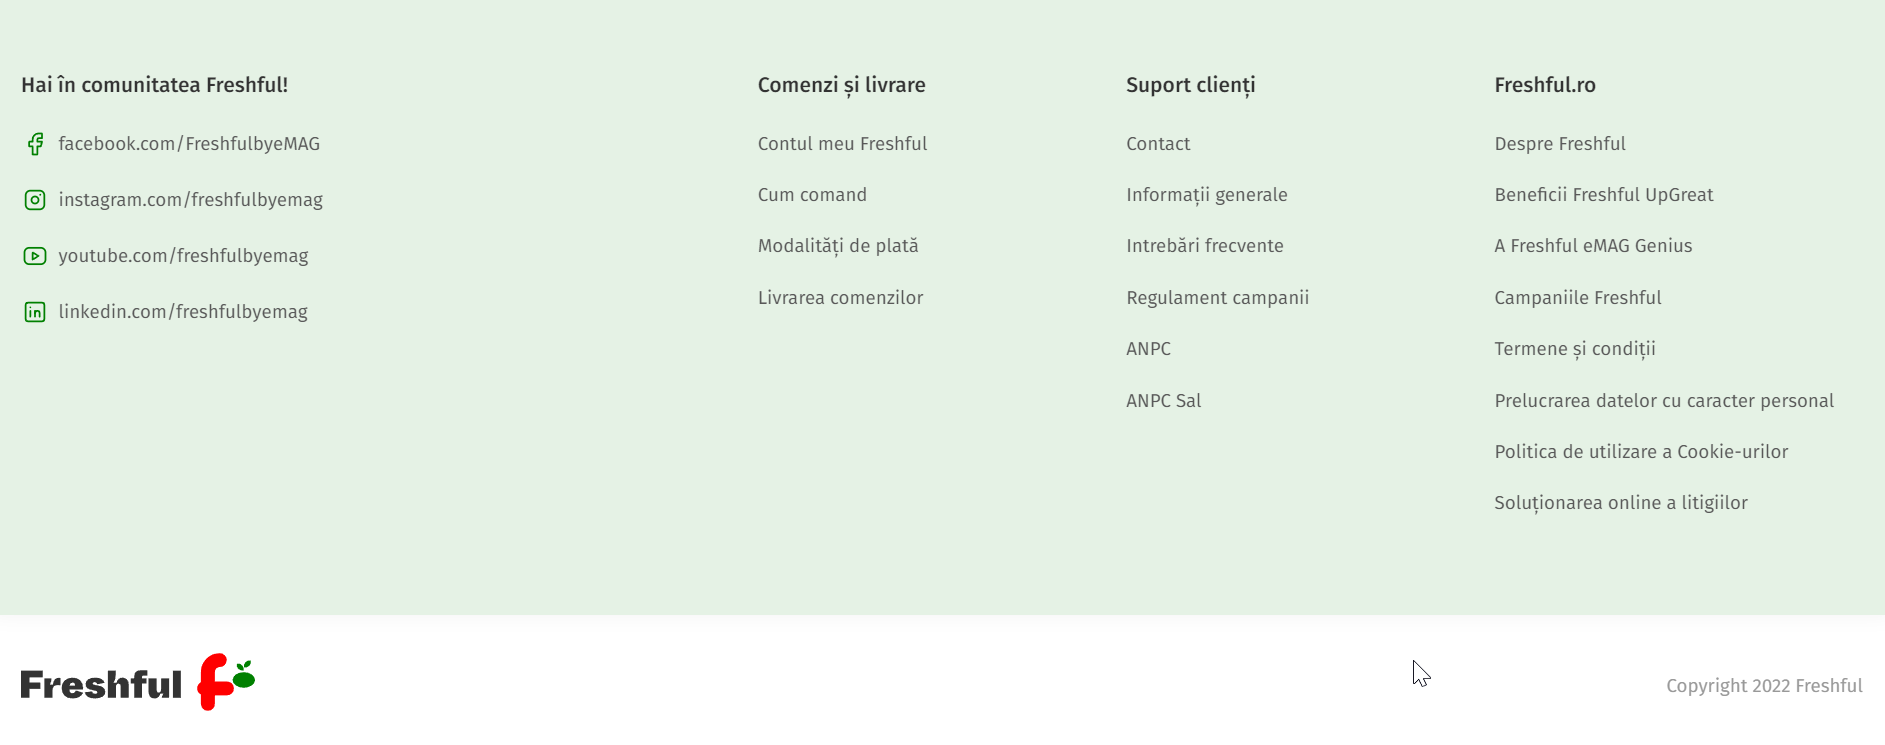 Hai în comunitatea Freshful!
facebook.com/FreshfulbyeMAG
instagram.com/freshfulbyemag
youtube.com/freshfulbyemag
linkedin.com/freshfulbyemag
Comenzi și livrare
Contul meu Freshful
Cum comand
Modalități de plată
Livrarea comenzilor
Suport clienți
Contact
Informații generale
Intrebări frecvente
Regulament campanii
ANPC
ANPC Sal
Freshful.ro
Despre Freshful
Beneficii Freshful UpGreat
A Freshful eMAG Genius
Campaniile Freshful
Termene și condiții
Prelucrarea datelor cu caracter personal
Politica de utilizare a Cookie-urilor
Soluționarea online a litigiilor
Freshful f
Copyright 2022 Freshful